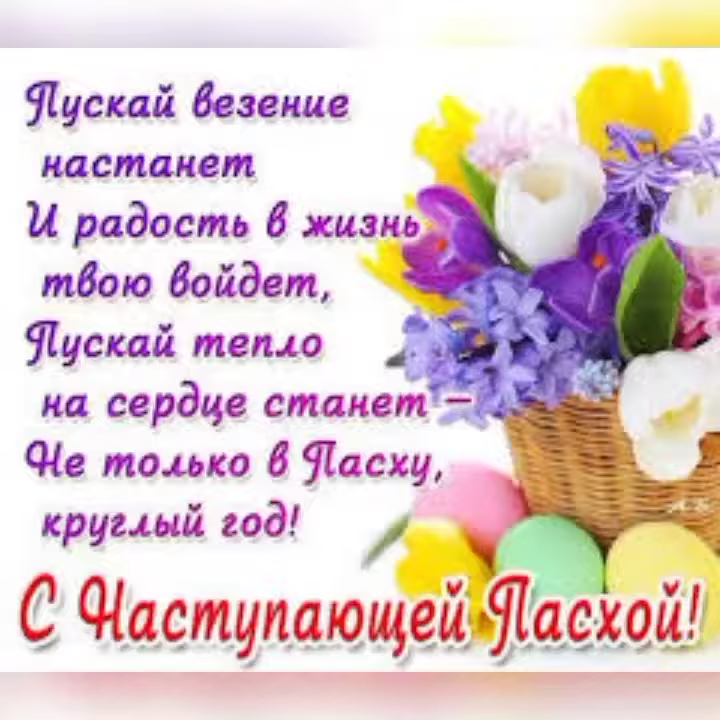 Пускай везение
настанет
И радость в жизнь
твою войдет,
Пускай тепло
на сердце станет –
Не только в Пасху,
круглый год!
С Наступающей Пасхой!